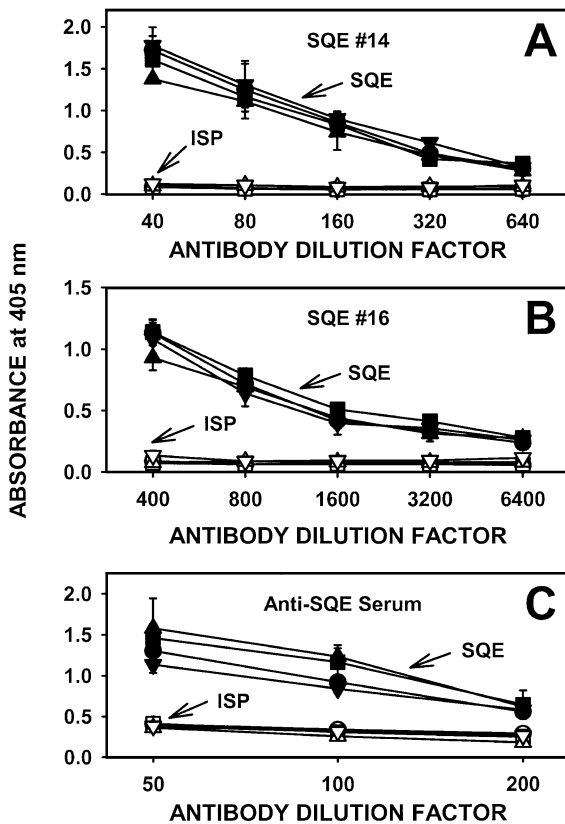 ABSORBANCE at 405 nm
SQE #14
A
SQE
ISP
2.0
1.5
1.0
0.5
0.0
40 80 160 320 640
ANTIBODY DILUTION FACTOR
SQE #16
B
SQE
ISP
1.5
1.0
0.5
0.0
400 800 1600 3200 6400
ANTIBODY DILUTION FACTOR
Anti-SQE Serum
C
SQE
ISP
2.0
1.5
1.0
0.5
0.0
50 100 200
ANTIBODY DILUTION FACTOR